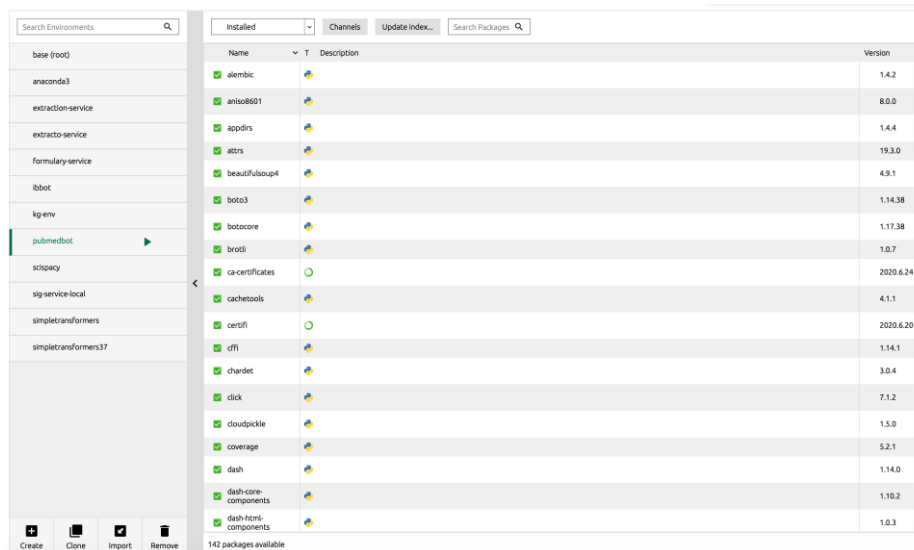 Search Environments
base (root)
anaconda3
extraction-service
extracto-service
formulary-service
ibbot
kg-env
pubmedbot
scispacy
sig-service-local
simpletransformers
simpletransformers37
Create Clone Import Remove
Installed Channels Update index... Search Packages
Name T Description Version
alembic 1.4.2
aniso8601 8.0.0
appdirs 1.4.4
attrs 19.3.0
beautifulsoup4 4.9.1
boto3 1.14.38
botocore 1.17.38
brotli 1.0.7
ca-certificates 2020.6.24
cachetools 4.1.1
certifi 2020.6.20
cffi 1.14.1
chardet 3.0.4
click 7.1.2
cloudpickle 1.5.0
coverage 5.2.1
dash 1.14.0
dash-core-
components 1.10.2
dash-html-
components 1.0.3
142 packages available